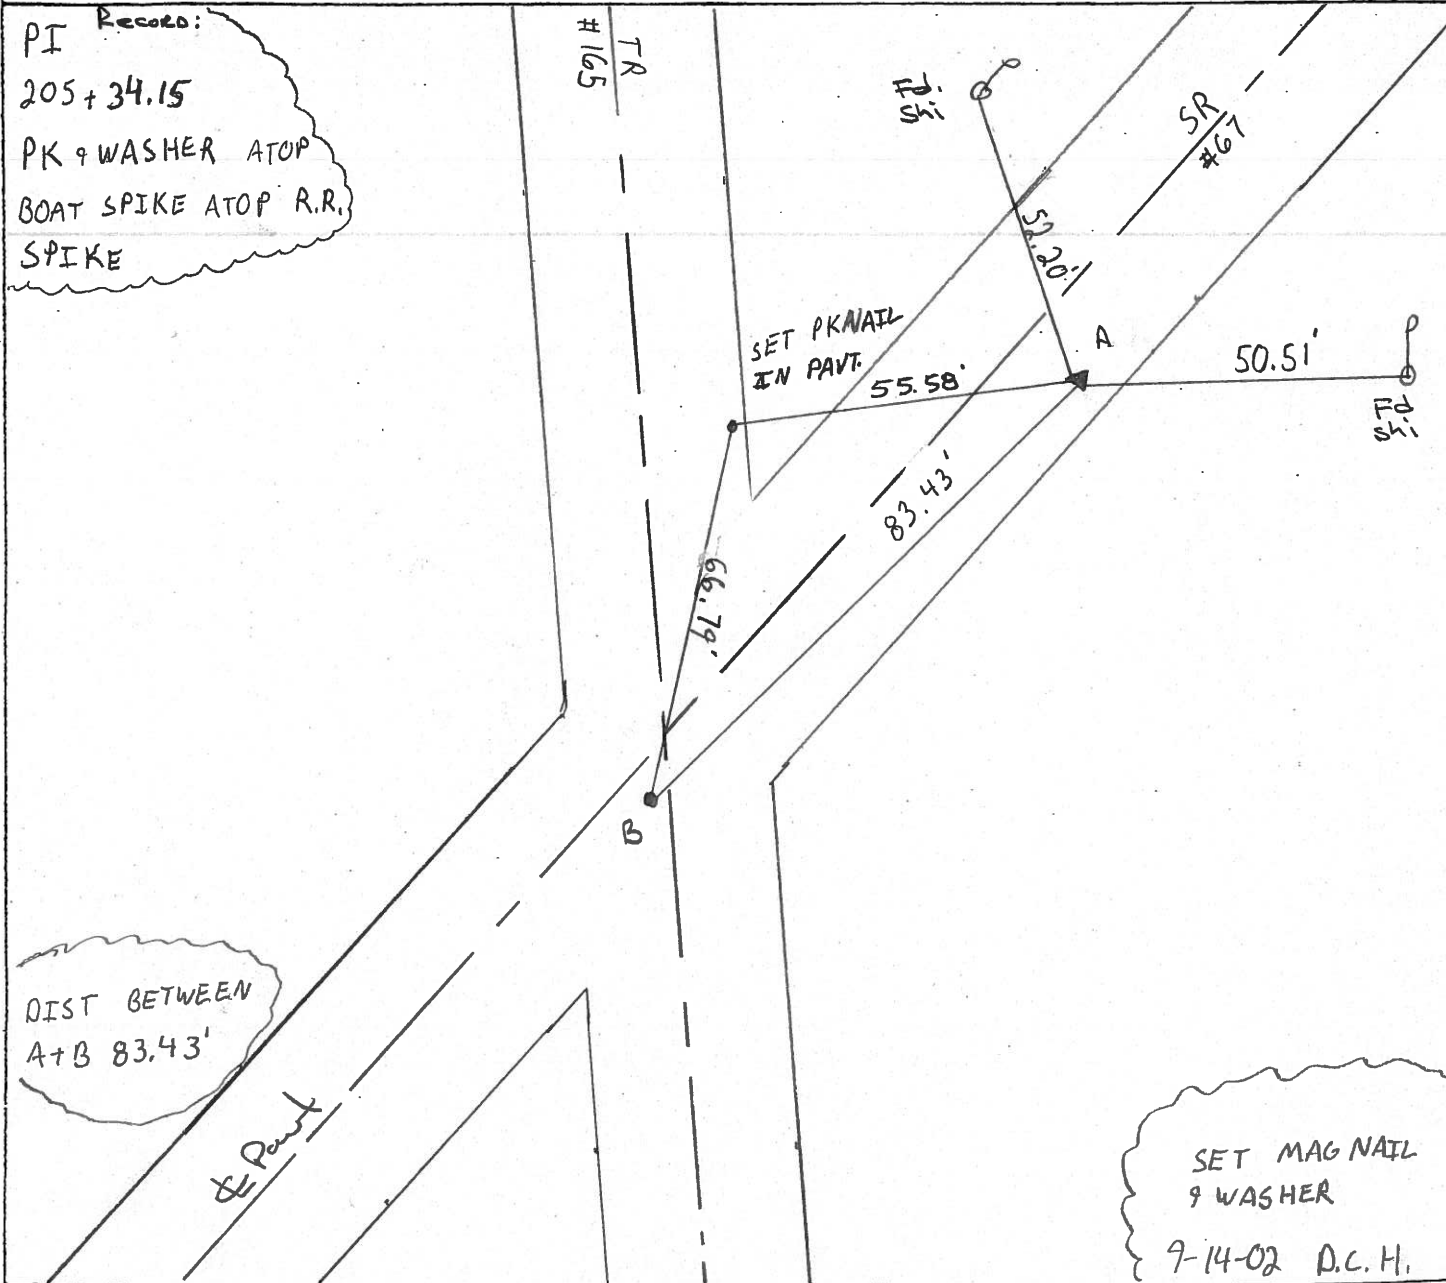 Record:
PI
205+34.15
PK & WASHER ATOP
BOAT SPIKE ATOP R.R.
SPIKE
TR
#165
Fd.
shi
SR
#67
52.20'
A
SET PK NAIL
IN PAVT.
55.58'
50.51'
Fd
shi
83.43'
66.79'
B
DIST BETWEEN
A+B 83.43'
℄ Pavt
SET MAG NAIL
& WASHER
9-14-02 D.C.H.